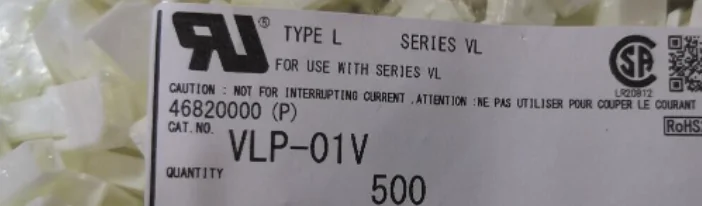 TYPE L SERIES VL
FOR USE WITH SERIES VL
LR20812
CAUTION : NOT FOR INTERRUPTING CURRENT .ATTENTION :NE PAS UTILISER POUR COUPER LE COURANT
46820000 (P)
RoHS
CAT.NO. VLP-01V
QUANTITY 500